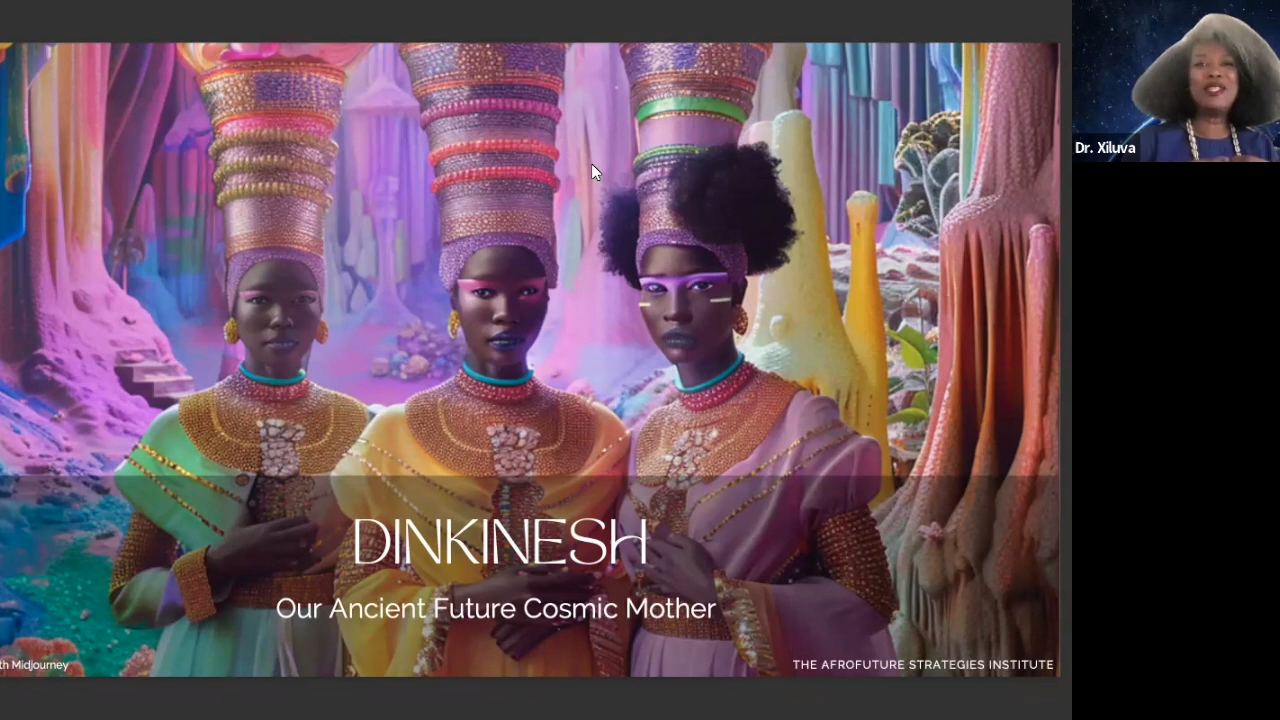 DINKINESH
Our Ancient Future Cosmic Mother
th Midjourney
THE AFROFUTURE STRATEGIES INSTITUTE
Dr. Xiluva